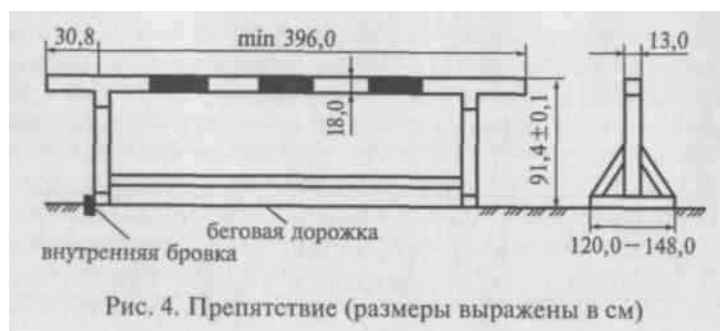 30,8
min 396,0
13,0
18,0
91,4±0,1
беговая дорожка
внутренняя бровка
120,0−148,0
Рис. 4. Препятствие (размеры выражены в см)